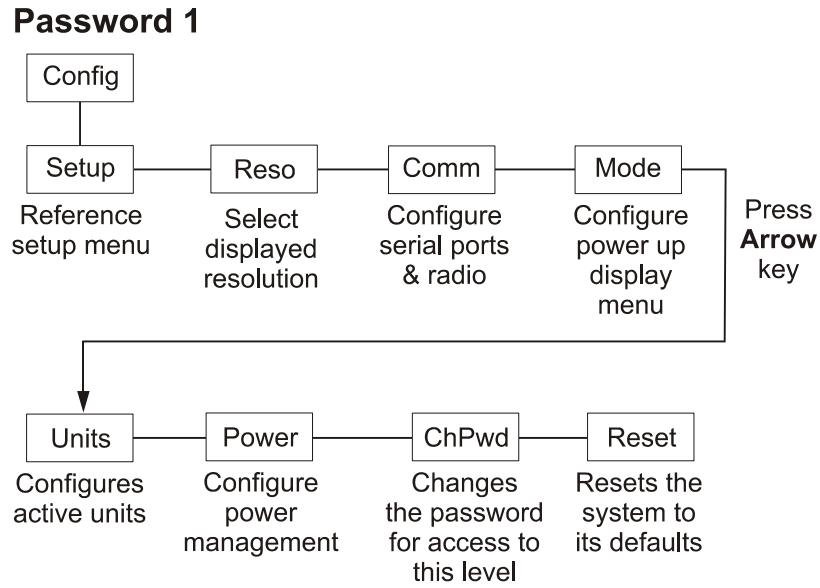 Password 1
Config
Setup
Reso
Comm
Mode
Reference
setup menu
Select
displayed
resolution
Configure
serial ports
& radio
Configure
power up
display
menu
Press
Arrow
key
Units
Power
ChPwd
Reset
Configures
active units
Configure
power
management
Changes
the password
for access to
this level
Resets the
system to
its defaults